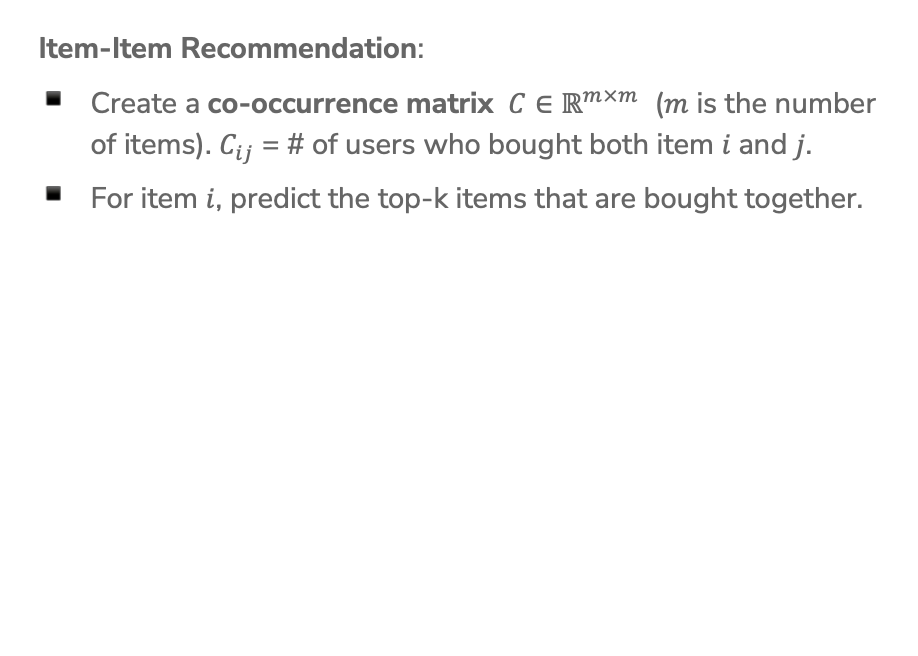 Item-Item Recommendation:
▪ Create a co-occurrence matrix 𝐶 ∈ ℝ^{𝑚×𝑚} (𝑚 is the number
of items). 𝐶_{𝑖𝑗} = # of users who bought both item 𝑖 and 𝑗.
▪ For item 𝑖, predict the top-k items that are bought together.